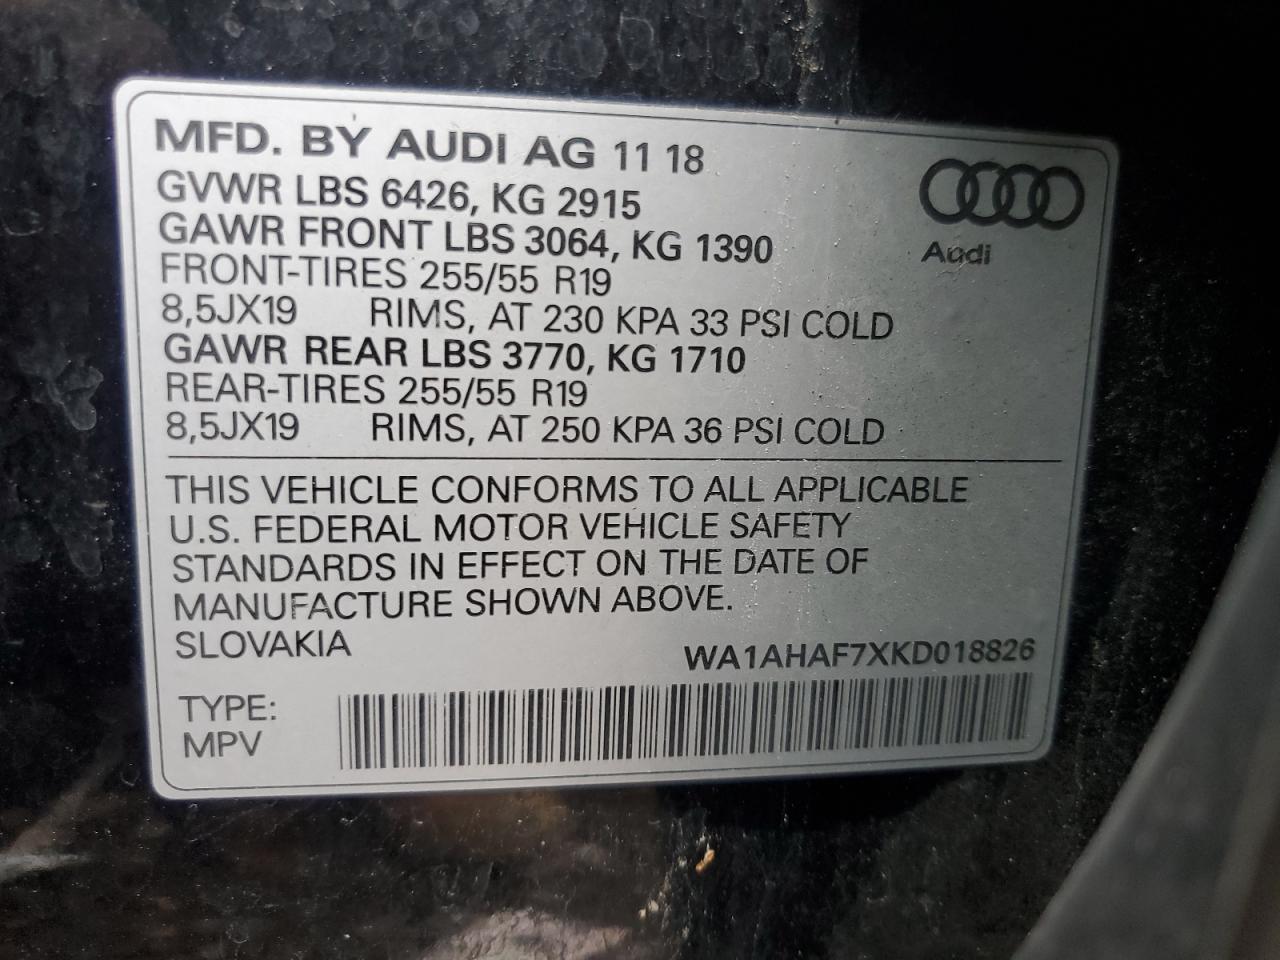 MFD. BY AUDI AG 11 18
GVWR LBS 6426, KG 2915
GAWR FRONT LBS 3064, KG 1390
Audi
FRONT-TIRES 255/55 R19
8,5JX19 RIMS, AT 230 KPA 33 PSI COLD
GAWR REAR LBS 3770, KG 1710
REAR-TIRES 255/55 R19
8,5JX19 RIMS, AT 250 KPA 36 PSI COLD
THIS VEHICLE CONFORMS TO ALL APPLICABLE
U.S. FEDERAL MOTOR VEHICLE SAFETY
STANDARDS IN EFFECT ON THE DATE OF
MANUFACTURE SHOWN ABOVE.
SLOVAKIA WA1AHAF7XKD018826
TYPE:
MPV